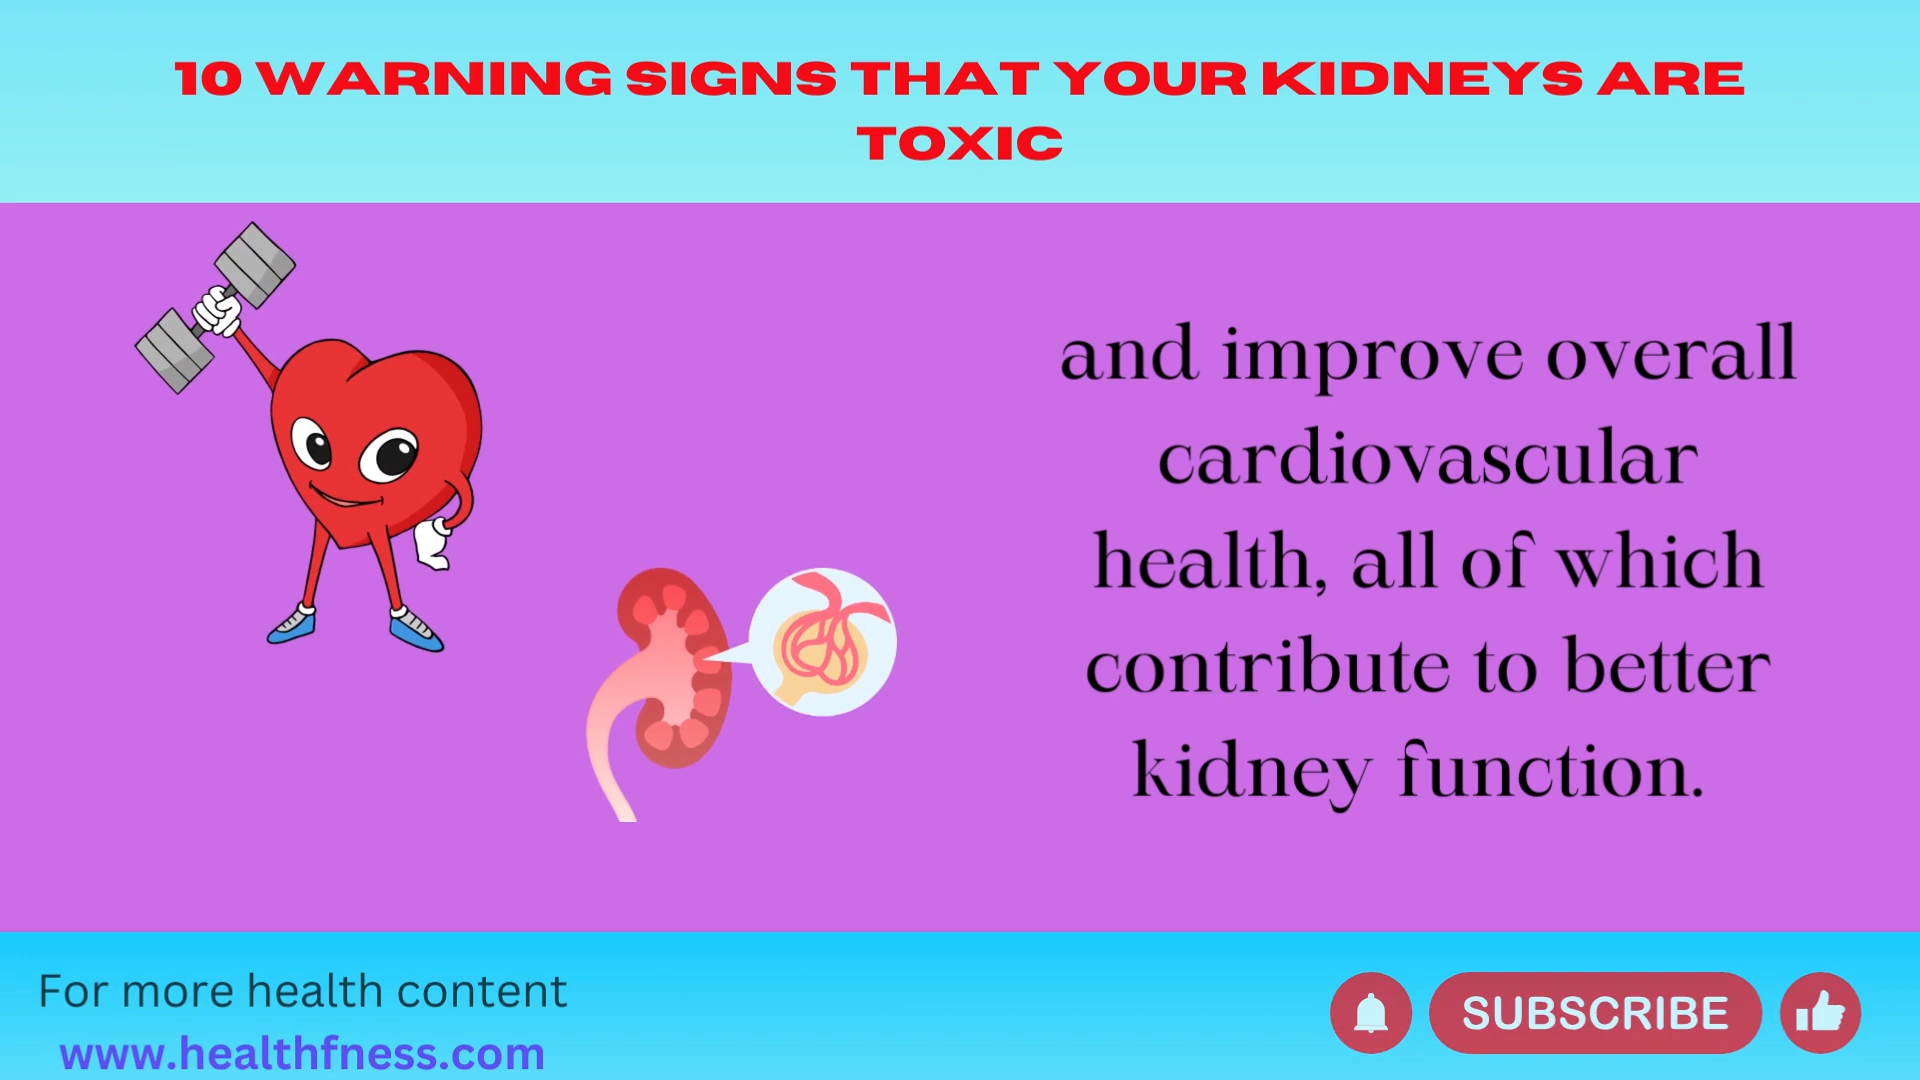 10 WARNING SIGNS THAT YOUR KIDNEYS ARE
TOXIC
and improve overall
cardiovascular
health, all of which
contribute to better
kidney function.
For more health content
www.healthfness.com
SUBSCRIBE